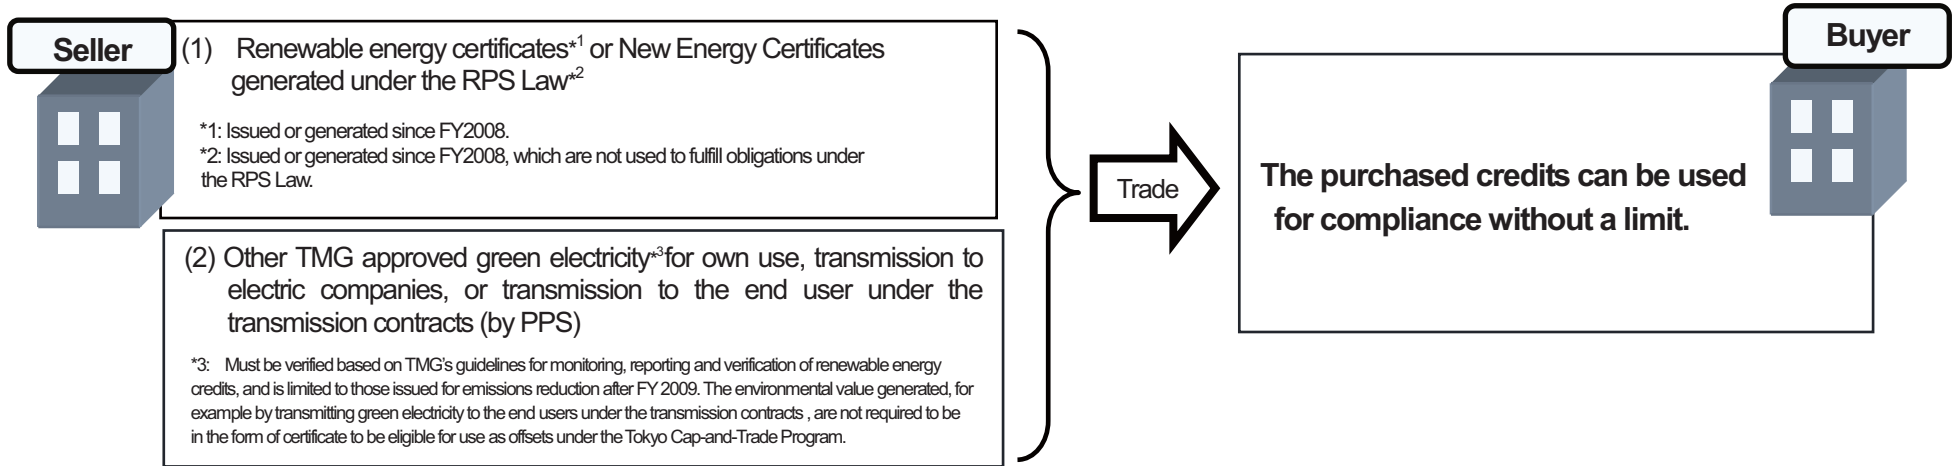 Seller
(1) Renewable energy certificates*1 or New Energy Certificates
generated under the RPS Law*2
*1: Issued or generated since FY2008.
*2: Issued or generated since FY2008, which are not used to fulfill obligations under
the RPS Law.
(2) Other TMG approved green electricity*3for own use, transmission to
electric companies, or transmission to the end user under the
transmission contracts (by PPS)
*3: Must be verified based on TMG's guidelines for monitoring, reporting and verification of renewable energy
credits, and is limited to those issued for emissions reduction after FY 2009. The environmental value generated, for
example by transmitting green electricity to the end users under the transmission contracts , are not required to be
in the form of certificate to be eligible for use as offsets under the Tokyo Cap-and-Trade Program.
Trade
Buyer
The purchased credits can be used
for compliance without a limit.